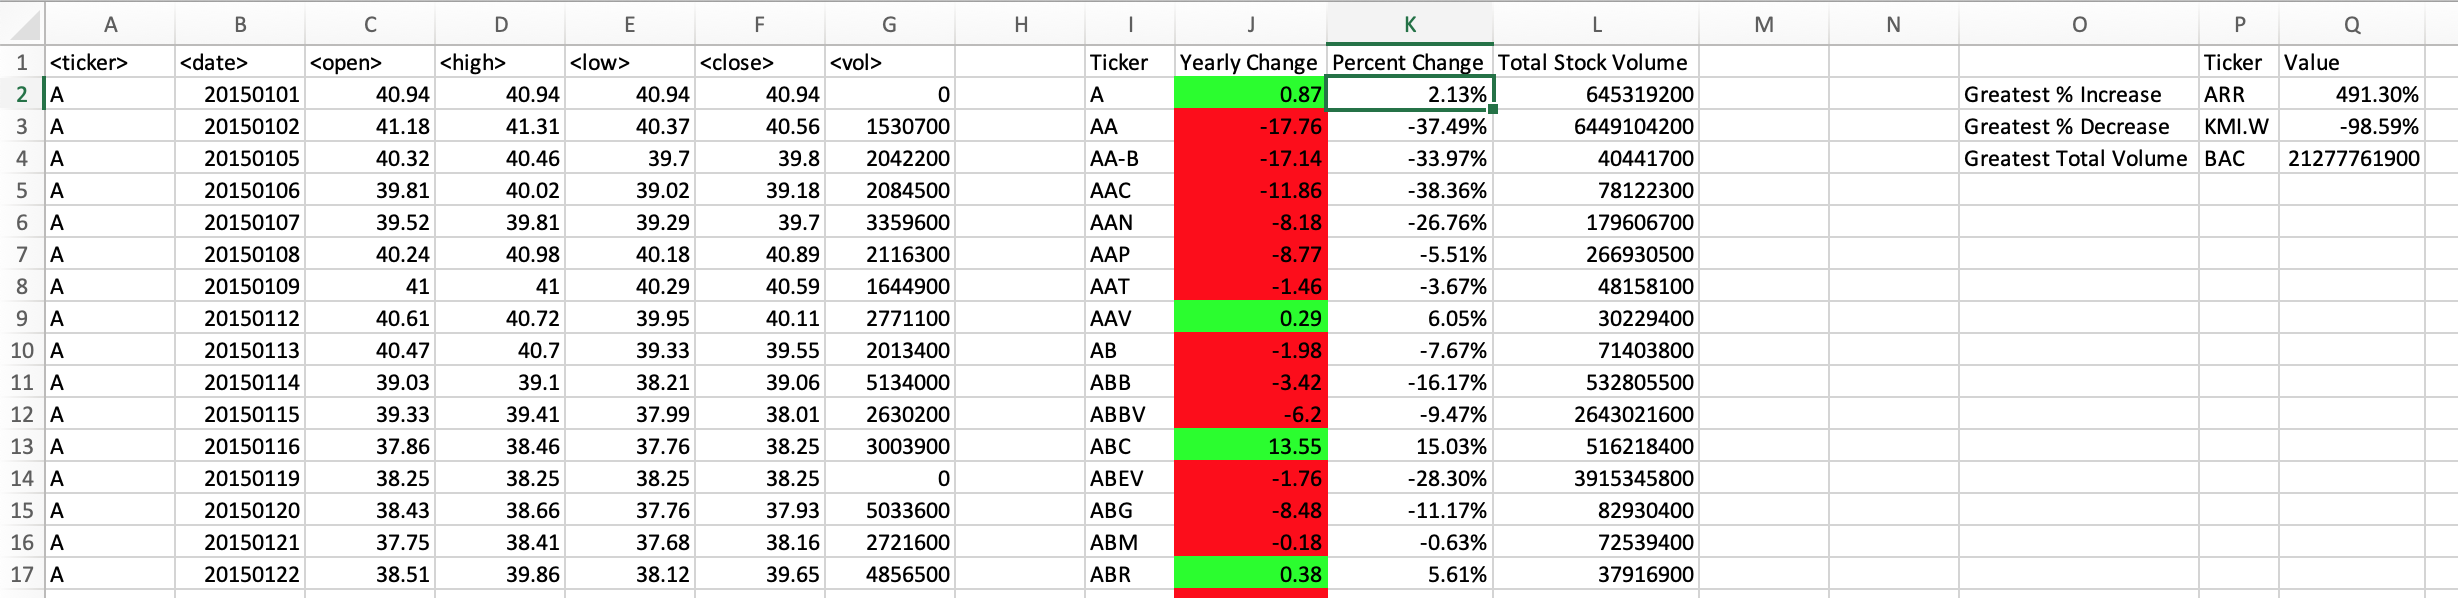 A B C D E F G H I J K L M N O P Q
1 <ticker> <date> <open> <high> <low> <close> <vol> Ticker Yearly Change Percent Change Total Stock Volume Ticker Value
2 A 20150101 40.94 40.94 40.94 40.94 0 A 0.87 2.13% 645319200 Greatest % Increase ARR 491.30%
3 A 20150102 41.18 41.31 40.37 40.56 1530700 AA -17.76 -37.49% 6449104200 Greatest % Decrease KMI.W -98.59%
4 A 20150105 40.32 40.46 39.7 39.8 2042200 AA-B -17.14 -33.97% 40441700 Greatest Total Volume BAC 21277761900
5 A 20150106 39.81 40.02 39.02 39.18 2084500 AAC -11.86 -38.36% 78122300
6 A 20150107 39.52 39.81 39.29 39.7 3359600 AAN -8.18 -26.76% 179606700
7 A 20150108 40.24 40.98 40.18 40.89 2116300 AAP -8.77 -5.51% 266930500
8 A 20150109 41 41 40.29 40.59 1644900 AAT -1.46 -3.67% 48158100
9 A 20150112 40.61 40.72 39.95 40.11 2771100 AAV 0.29 6.05% 30229400
10 A 20150113 40.47 40.7 39.33 39.55 2013400 AB -1.98 -7.67% 71403800
11 A 20150114 39.03 39.1 38.21 39.06 5134000 ABB -3.42 -16.17% 532805500
12 A 20150115 39.33 39.41 37.99 38.01 2630200 ABBV -6.2 -9.47% 2643021600
13 A 20150116 37.86 38.46 37.76 38.25 3003900 ABC 13.55 15.03% 516218400
14 A 20150119 38.25 38.25 38.25 38.25 0 ABEV -1.76 -28.30% 3915345800
15 A 20150120 38.43 38.66 37.76 37.93 5033600 ABG -8.48 -11.17% 82930400
16 A 20150121 37.75 38.41 37.68 38.16 2721600 ABM -0.18 -0.63% 72539400
17 A 20150122 38.51 39.86 38.12 39.65 4856500 ABR 0.38 5.61% 37916900